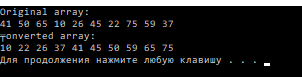 Original array:
41 50 65 10 26 45 22 75 59 37
┬onverted array:
10 22 26 37 41 45 50 59 65 75
Для продолжения нажмите любую клавишу . . .